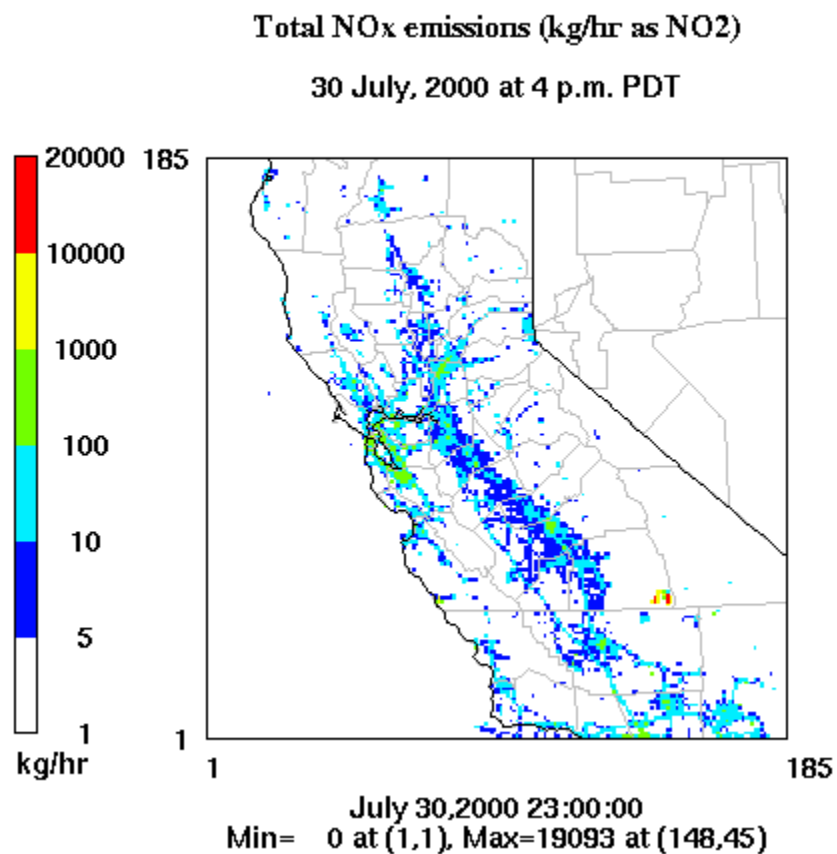 Total NOx emissions (kg/hr as NO2)
30 July, 2000 at 4 p.m. PDT
20000
10000
1000
100
10
5
1
kg/hr
185
1
1
185
July 30,2000 23:00:00
Min= 0 at (1,1), Max=19093 at (148,45)